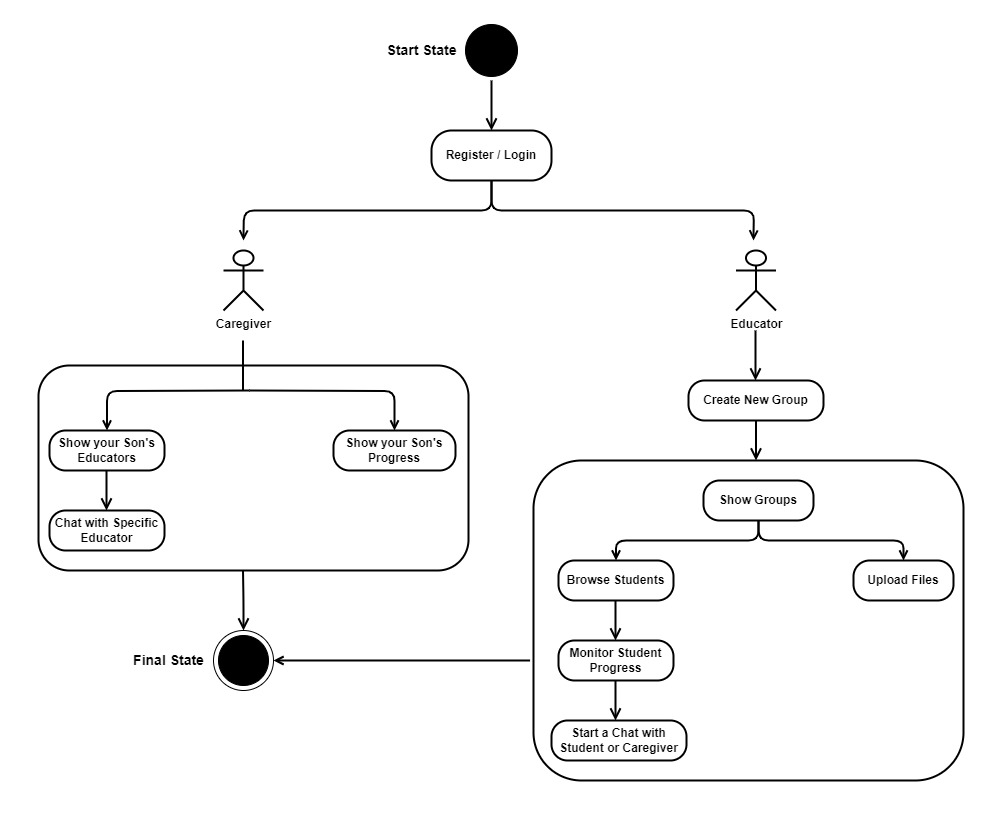 Start State
Register / Login
Caregiver
Educator
Show your Son's
Educators
Show your Son's
Progress
Chat with Specific
Educator
Final State
Create New Group
Show Groups
Browse Students
Upload Files
Monitor Student
Progress
Start a Chat with
Student or Caregiver